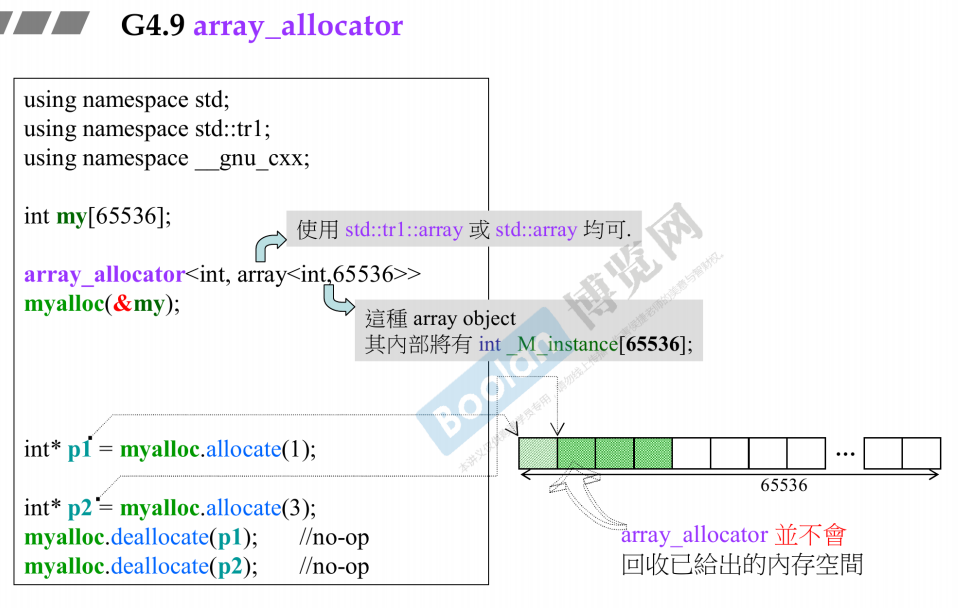 G4.9 array_allocator
using namespace std;
using namespace std::tr1;
using namespace __gnu_cxx;
int my[65536];
使用 std::tr1::array 或 std::array 均可.
array_allocator<int, array<int,65536>>
myalloc(&my);
這種 array object
其內部將有 int _M_instance[65536];
Boolan 博览网
int* p1 = myalloc.allocate(1);
...
65536
int* p2 = myalloc.allocate(3);
myalloc.deallocate(p1); //no-op
myalloc.deallocate(p2); //no-op
array_allocator 並不會
回收已給出的內存空間